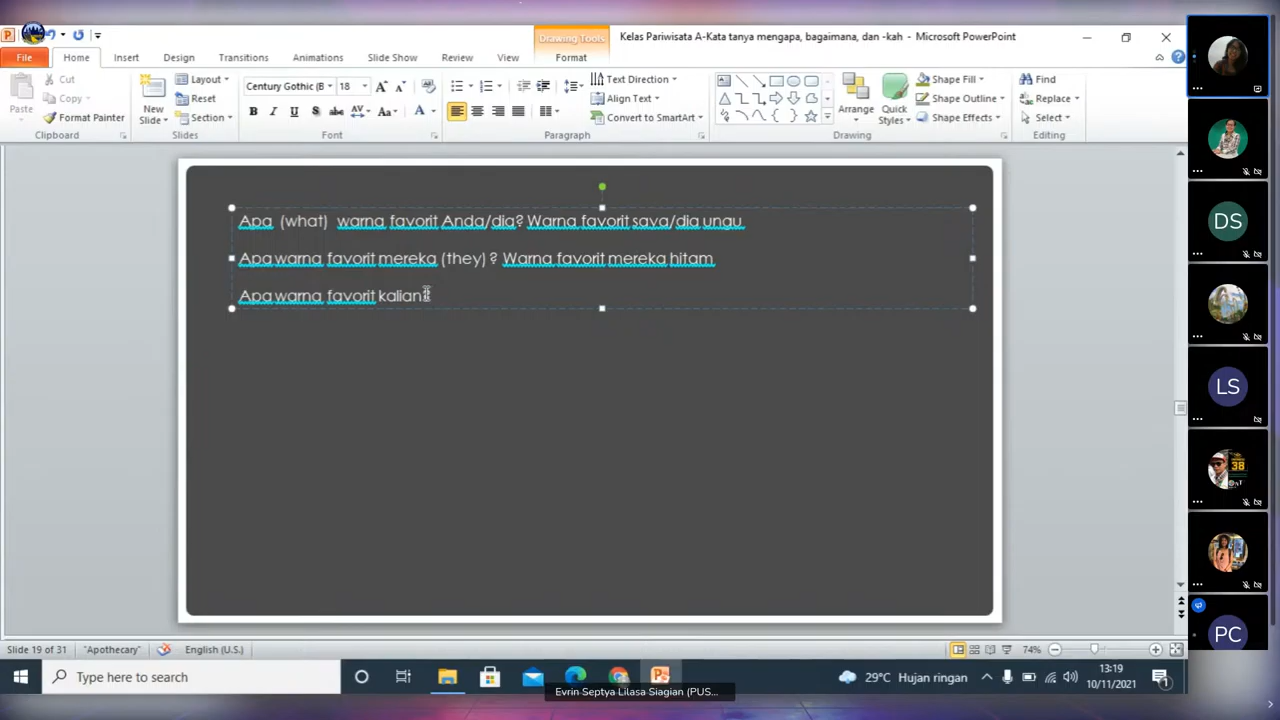 Kelas Pariwisata A-Kata tanya mengapa, bagaimana, dan -kah - Microsoft PowerPoint
Drawing Tools
File Home Insert Design Transitions Animations Slide Show Review View Format
Paste
Cut
Copy
Format Painter
Clipboard
New
Slide
Layout
Reset
Section
Slides
Century Gothic (B 18
Font
Paragraph
Text Direction
Align Text
Convert to SmartArt
Arrange
Quick
Styles
Shape Fill
Shape Outline
Shape Effects
Drawing
Find
Replace
Select
Editing
Apa (what) warna favorit Anda/dia? Warna favorit saya/dia ungu
Apa warna favorit mereka (they) ? Warna favorit mereka hitam
Apa warna favorit kalian
DS
LS
38
PC
Slide 19 of 31 "Apothecary" English (U.S.) 74%
Type here to search
29°C Hujan ringan
13:19
10/11/2021
1
Evrin Septya Lilasa Siagian (PUS...